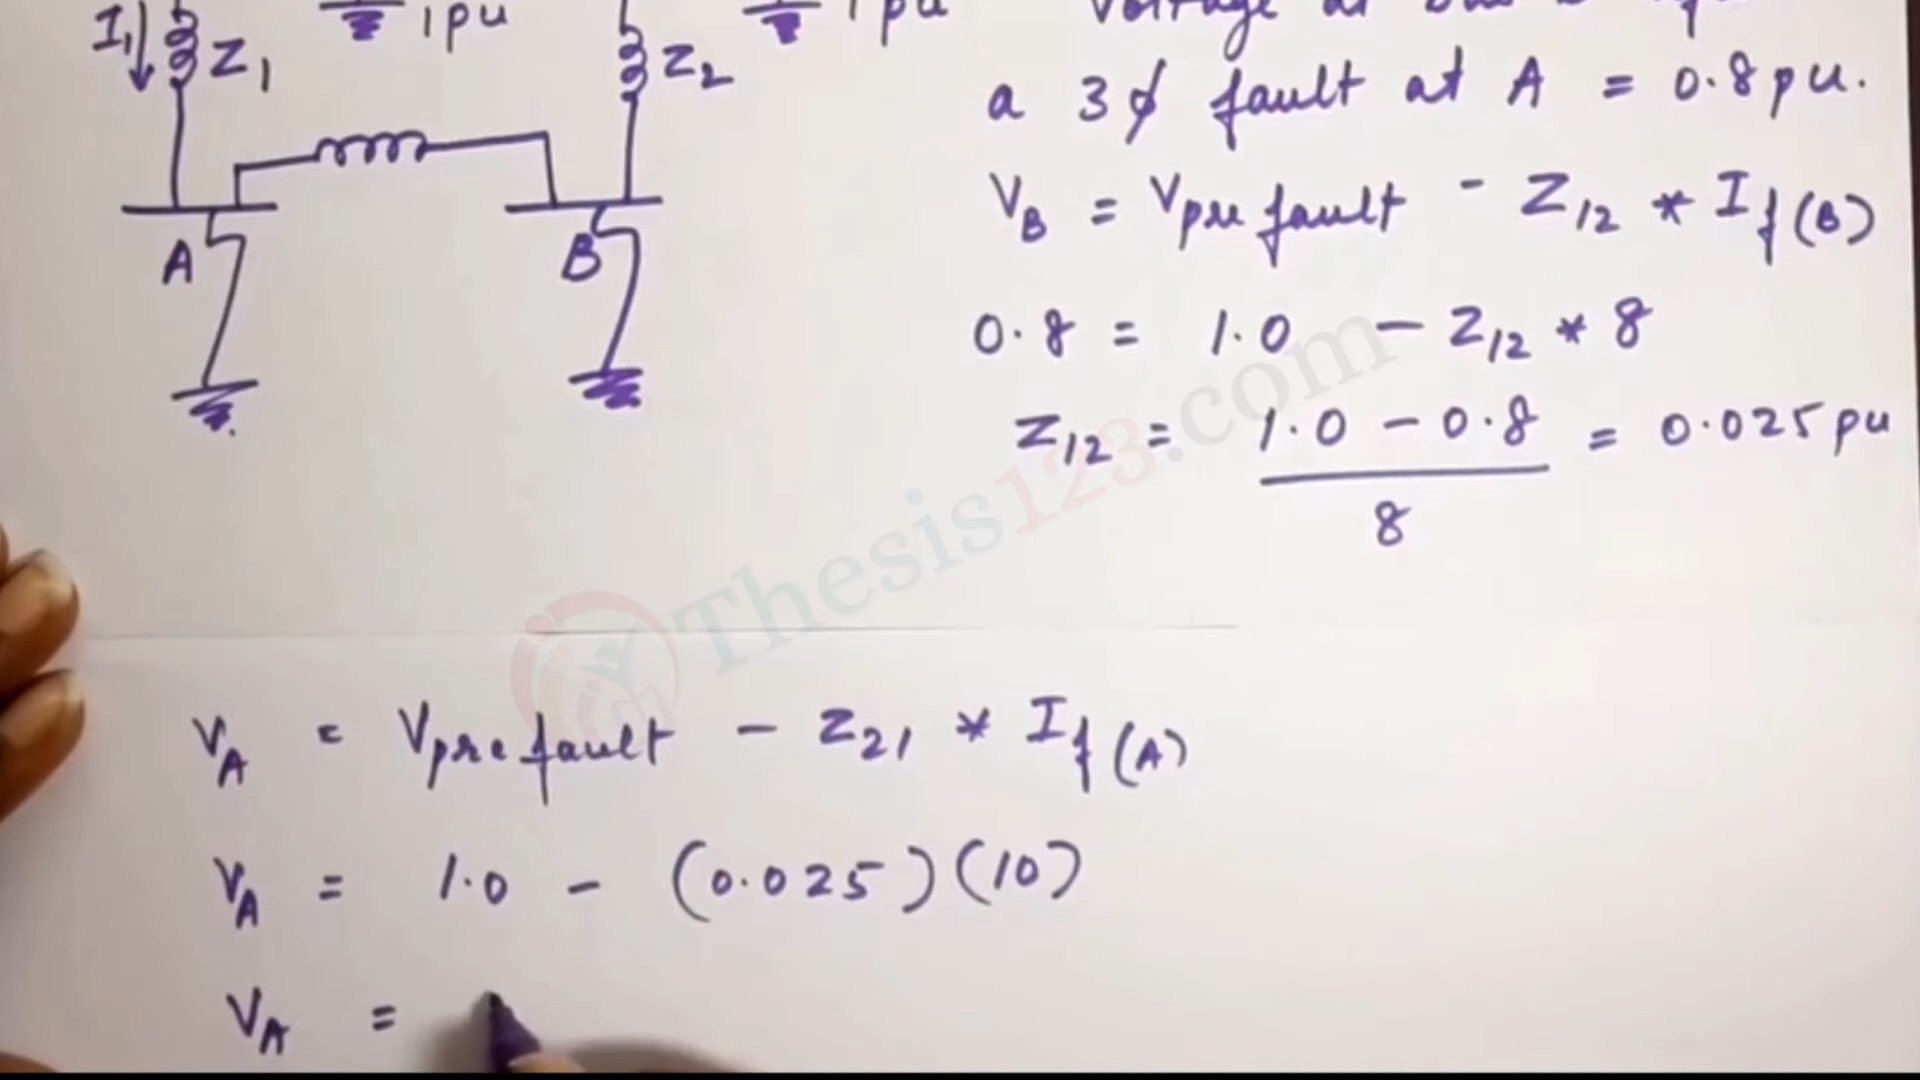 I₁ Z₁ 1pu Z₂ 1pu
A B
a 3φ fault at A = 0.8pu.
V_B = V_prefault - Z₁₂ * I_f(B)
0.8 = 1.0 - Z₁₂ * 8
Z₁₂ = (1.0 - 0.8)/8 = 0.025pu
Thesis123.com
V_A = V_prefault - Z₂₁ * I_f(A)
V_A = 1.0 - (0.025)(10)
V_A =